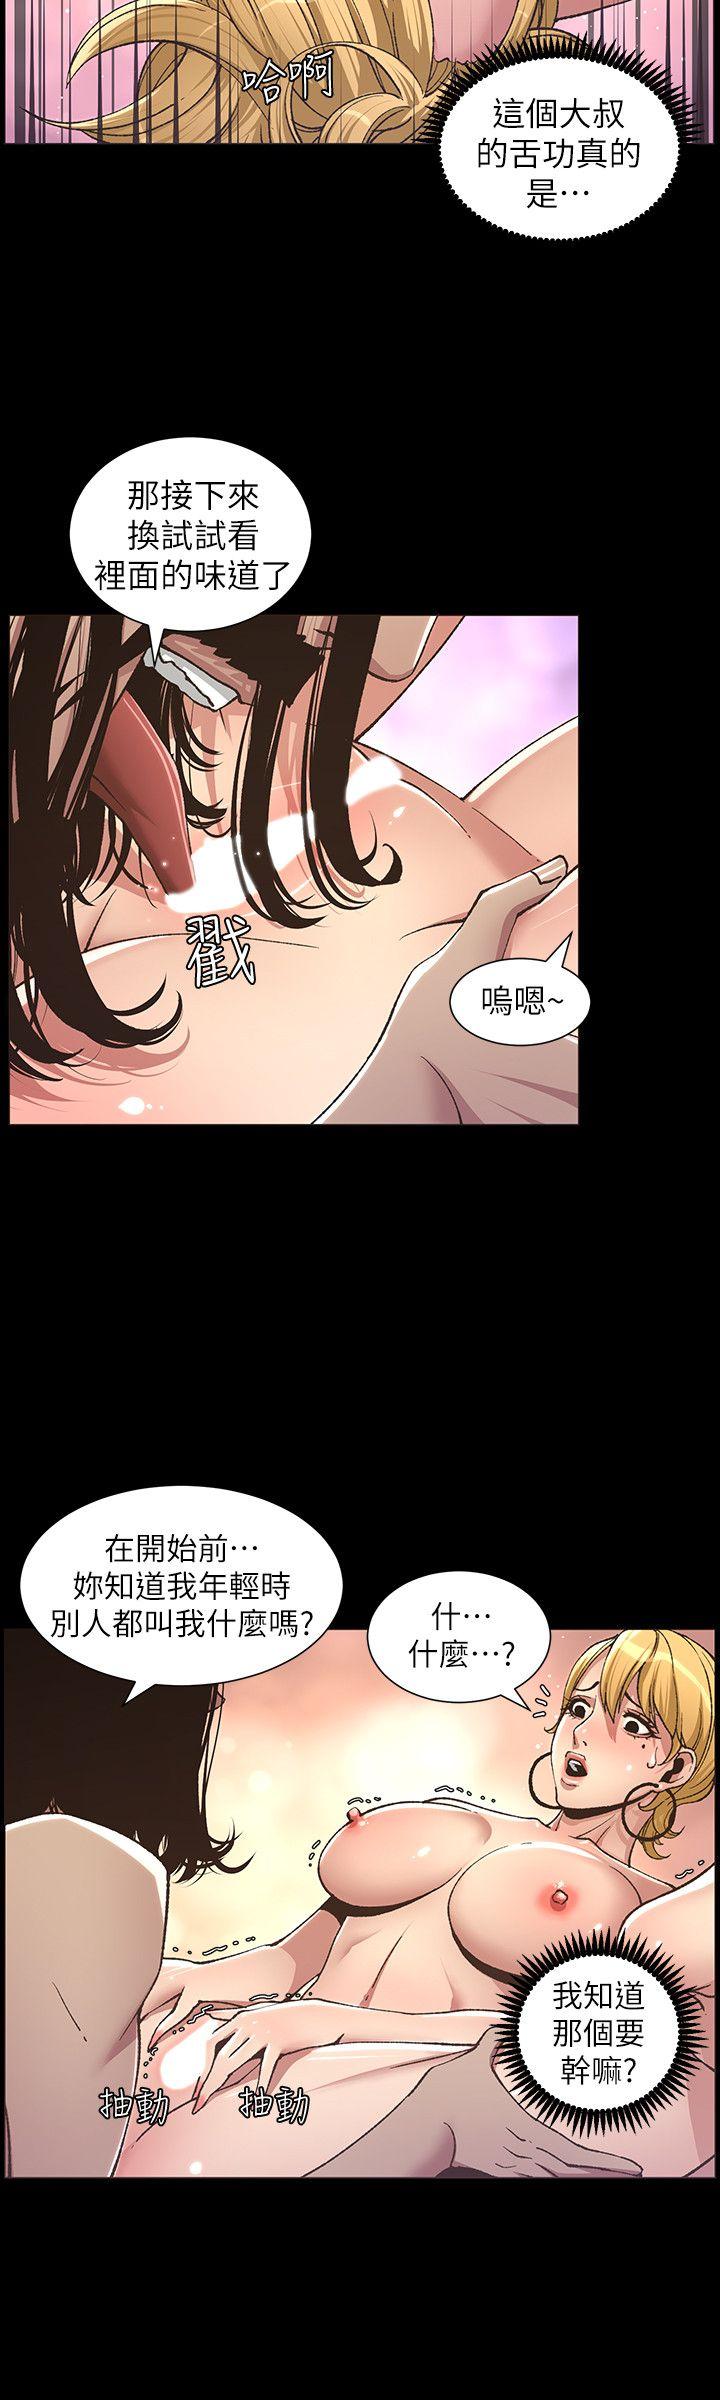 哈啊
這個大叔
的舌功真的
是…
那接下來
換試試看
裡面的味道了
戳
嗚嗯~
在開始前…
妳知道我年輕時
別人都叫我什麼嗎?
什…
什麼…?
我知道
那個要
幹嘛?
抽動
抽動